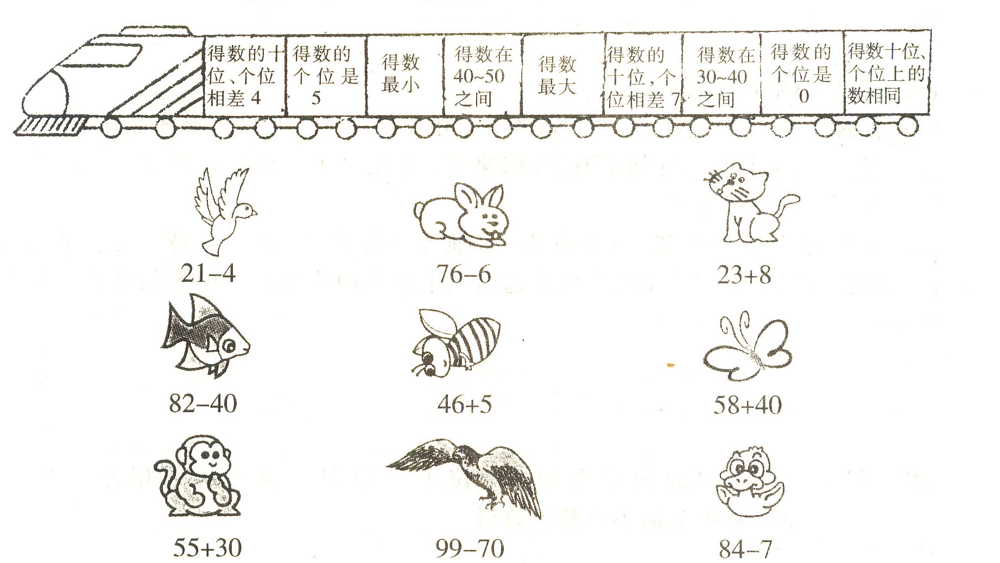 得数的十
位、个位
相差 4
得数的
个位是
5
得数
最小
得数在
40~50
之间
得数
最大
得数的
十位,个
位相差 7
得数在
30~40
之间
得数的
个位是
0
得数十位、
个位上的
数相同
21-4
76-6
23+8
82-40
46+5
58+40
55+30
99-70
84-7